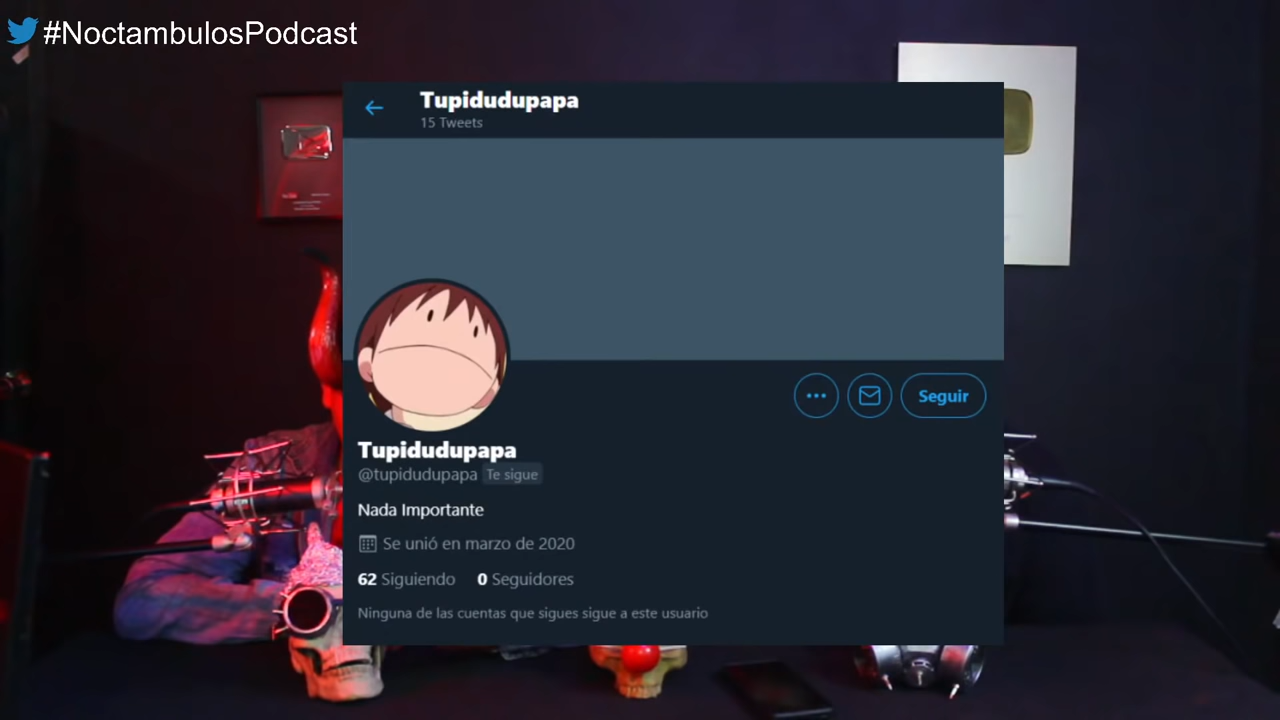 #NoctambulosPodcast
Tupidudupapa
15 Tweets
Seguir
Tupidudupapa
@tupidudupapa Te sigue
Nada Importante
Se unió en marzo de 2020
62 Siguiendo 0 Seguidores
Ninguna de las cuentas que sigues sigue a este usuario